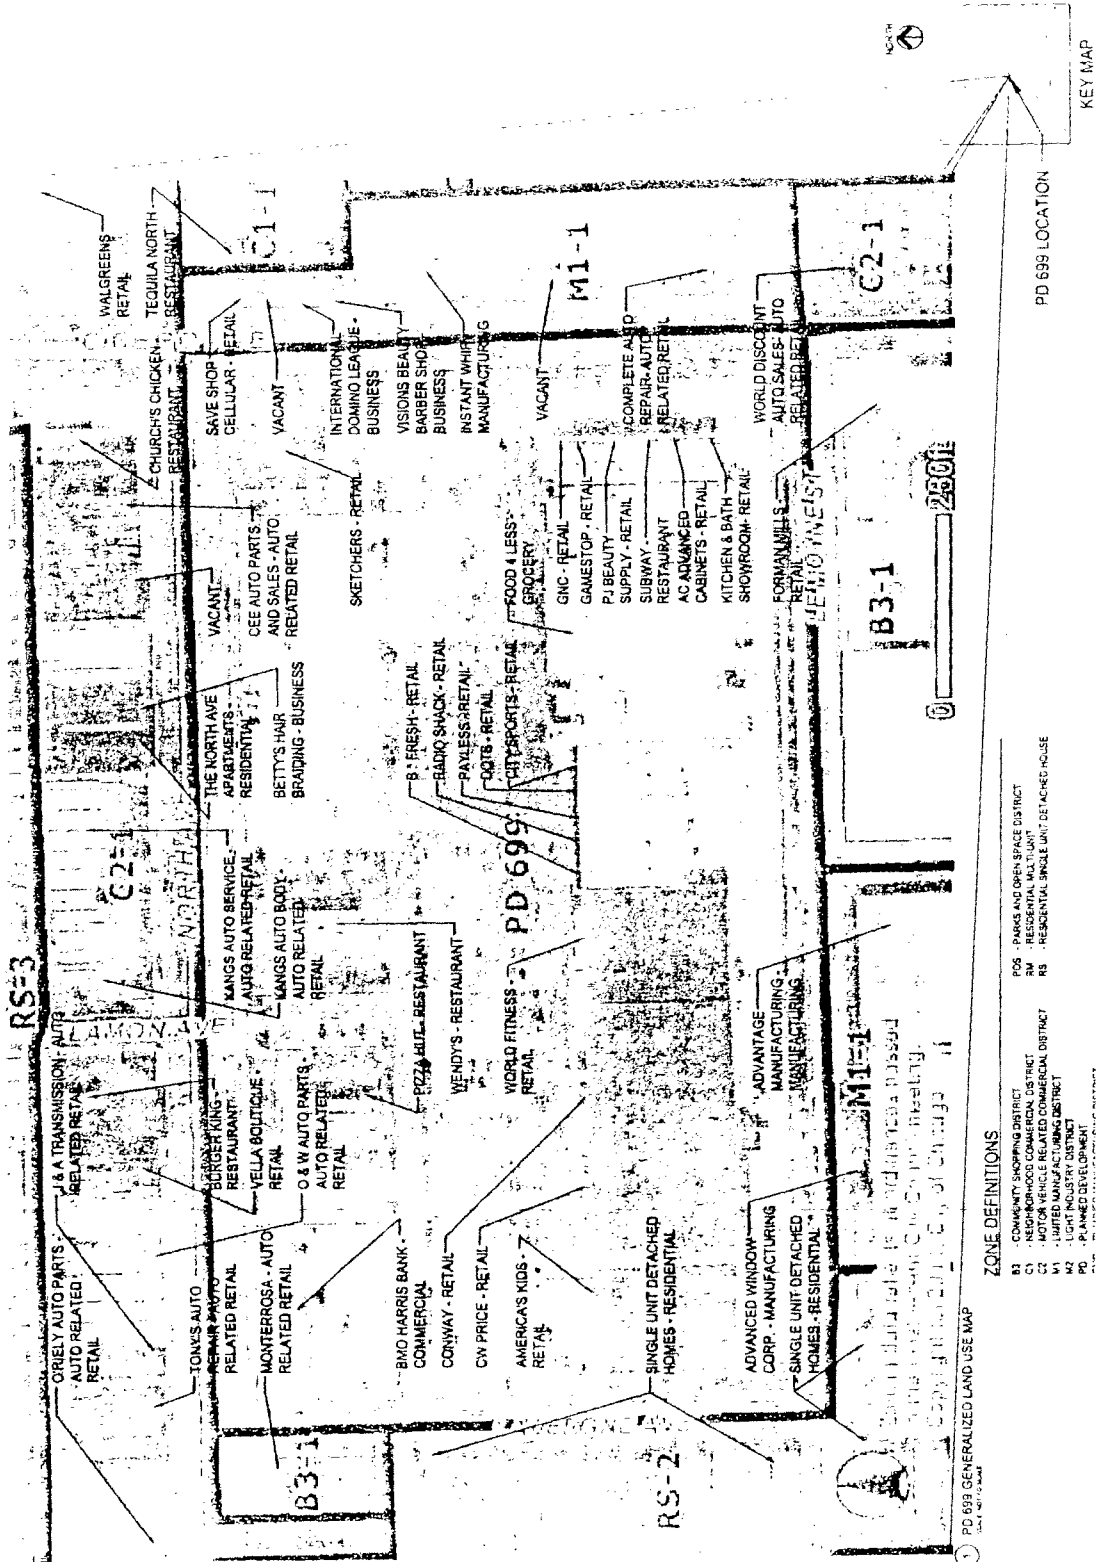 RS-3
ORIELY AUTO PARTS -
AUTO RELATED
RETAIL
J & A TRANSMISSION - AUTO
RELATED RETAIL
C2-1
WALGREENS
RETAIL
TEQUILA NORTH -
RESTAURANT
CHURCH'S CHICKEN -
RESTAURANT
TONY'S AUTO
REPAIR - AUTO
RELATED RETAIL
BURGER KING -
RESTAURANT
VELLA BOUTIQUE -
RETAIL
KANGS AUTO SERVICE -
AUTO RELATED RETAIL
KANGS AUTO BODY -
AUTO RELATED
RETAIL
THE NORTH AVE
APARTMENTS -
RESIDENTIAL
BETTY'S HAIR
BRAIDING - BUSINESS
VACANT
CEE AUTO PARTS
AND SALES - AUTO
RELATED RETAIL
SAVE SHOP
CELLULAR - RETAIL
VACANT
C1-1
MONTERROSA - AUTO
RELATED RETAIL
O & W AUTO PARTS -
AUTO RELATED
RETAIL
B3-1
INTERNATIONAL
DOMINO LEAGUE -
BUSINESS
SKETCHERS - RETAIL
VISIONS BEAUTY
BARBER SHOP
BUSINESS
BMO HARRIS BANK -
COMMERCIAL
CONWAY - RETAIL
CW PRICE - RETAIL
AMERICA'S KIDS -
RETAIL
PIZZA HUT - RESTAURANT
WENDY'S - RESTAURANT
WORLD FITNESS -
RETAIL
PD 699
B - FRESH - RETAIL
RADIO SHACK - RETAIL
PAYLESS - RETAIL
DOTS - RETAIL
CITY SPORTS - RETAIL
FOOD 4 LESS -
GROCERY
INSTANT WHIP -
MANUFACTURING
VACANT
M1-1
GNC - RETAIL
GAMESTOP - RETAIL
PJ BEAUTY
SUPPLY - RETAIL
SUBWAY -
RESTAURANT
AC ADVANCED
CABINETS - RETAIL
KITCHEN & BATH
SHOWROOM - RETAIL
COMPLETE AUTO
REPAIR - AUTO
RELATED RETAIL
WORLD DISCOUNT
AUTO SALES - AUTO
RELATED RETAIL
FORMAN MILLS -
RETAIL
SINGLE UNIT DETACHED
HOMES - RESIDENTIAL
RS-2
ADVANCED WINDOW
CORP. - MANUFACTURING
SINGLE UNIT DETACHED
HOMES - RESIDENTIAL
ADVANTAGE
MANUFACTURING -
MANUFACTURING
M1-1
B3-1
C2-1
0 280ft
1 PD 699 GENERALIZED LAND USE MAP
ZONE DEFINITIONS
B3 - COMMUNITY SHOPPING DISTRICT
C1 - NEIGHBORHOOD COMMERCIAL DISTRICT
C2 - MOTOR VEHICLE RELATED COMMERCIAL DISTRICT
M1 - LIMITED MANUFACTURING DISTRICT
M2 - LIGHT INDUSTRY DISTRICT
PD - PLANNED DEVELOPMENT
POS - PARKS AND OPEN SPACE DISTRICT
RM - RESIDENTIAL MULTI-UNIT
RS - RESIDENTIAL SINGLE UNIT DETACHED HOUSE
PD 699 LOCATION
NORTH
KEY MAP